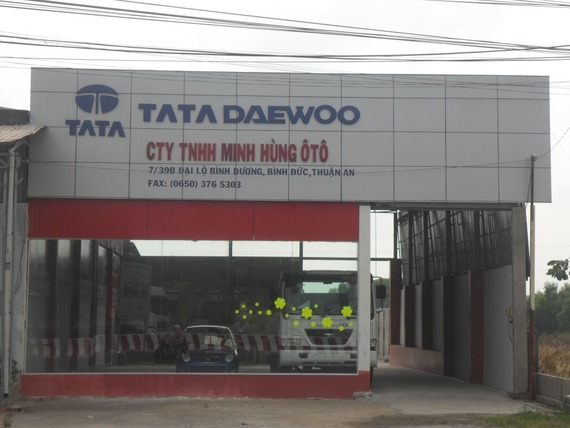 TATA
TATA DAEWOO
CTY TNHH MINH HÙNG ÔTÔ
7/39B ĐẠI LỘ BÌNH DƯƠNG, BÌNH ĐỨC,THUẬN AN
FAX: (0650) 376 5303